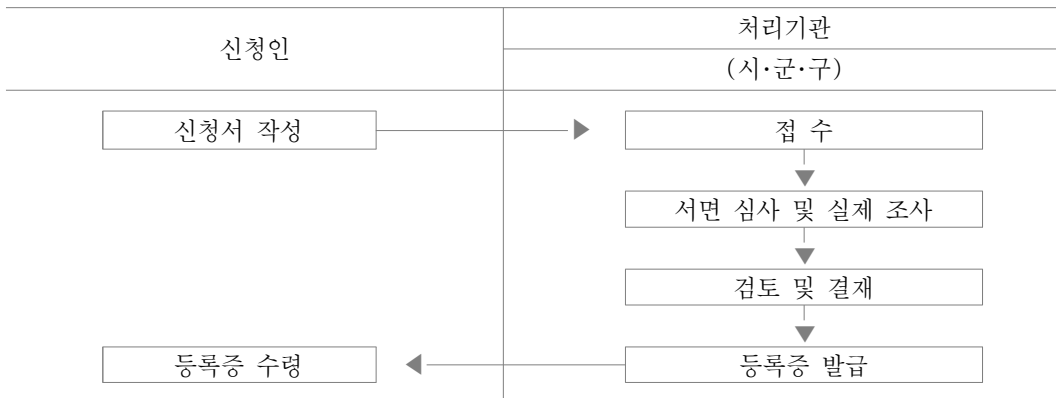 신청인
처리기관
(시·군·구)
신청서 작성
접 수
서면 심사 및 실제 조사
검토 및 결재
등록증 수령
등록증 발급